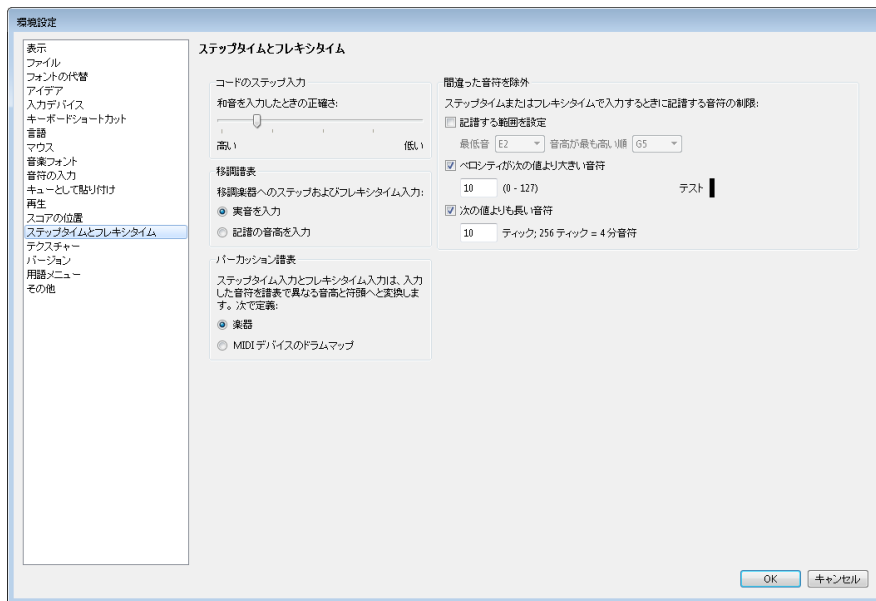 環境設定
表示
ファイル
フォントの代替
アイデア
入力デバイス
キーボードショートカット
言語
マウス
音楽フォント
音符の入力
キューとして貼り付け
再生
スコアの位置
ステップタイムとフレキシタイム
テクスチャー
バージョン
用語メニュー
その他
ステップタイムとフレキシタイム
コードのステップ入力
和音を入力したときの正確さ:
高い 低い
移調譜表
移調楽器へのステップおよびフレキシタイム入力:
実音を入力
記譜の音高を入力
パーカッション譜表
ステップタイム入力とフレキシタイム入力は、入力
した音符を譜表で異なる音高と符頭へと変換しま
す。次で定義:
楽器
MIDI デバイスのドラムマップ
間違った音符を除外
ステップタイムまたはフレキシタイムで入力するときに記譜する音符の制限:
記譜する範囲を設定
最低音 E2 音高が最も高い順 G5
ベロシティが次の値より大きい音符
10 (0 - 127) テスト
次の値よりも長い音符
10 ティック; 256 ティック = 4 分音符
OK キャンセル